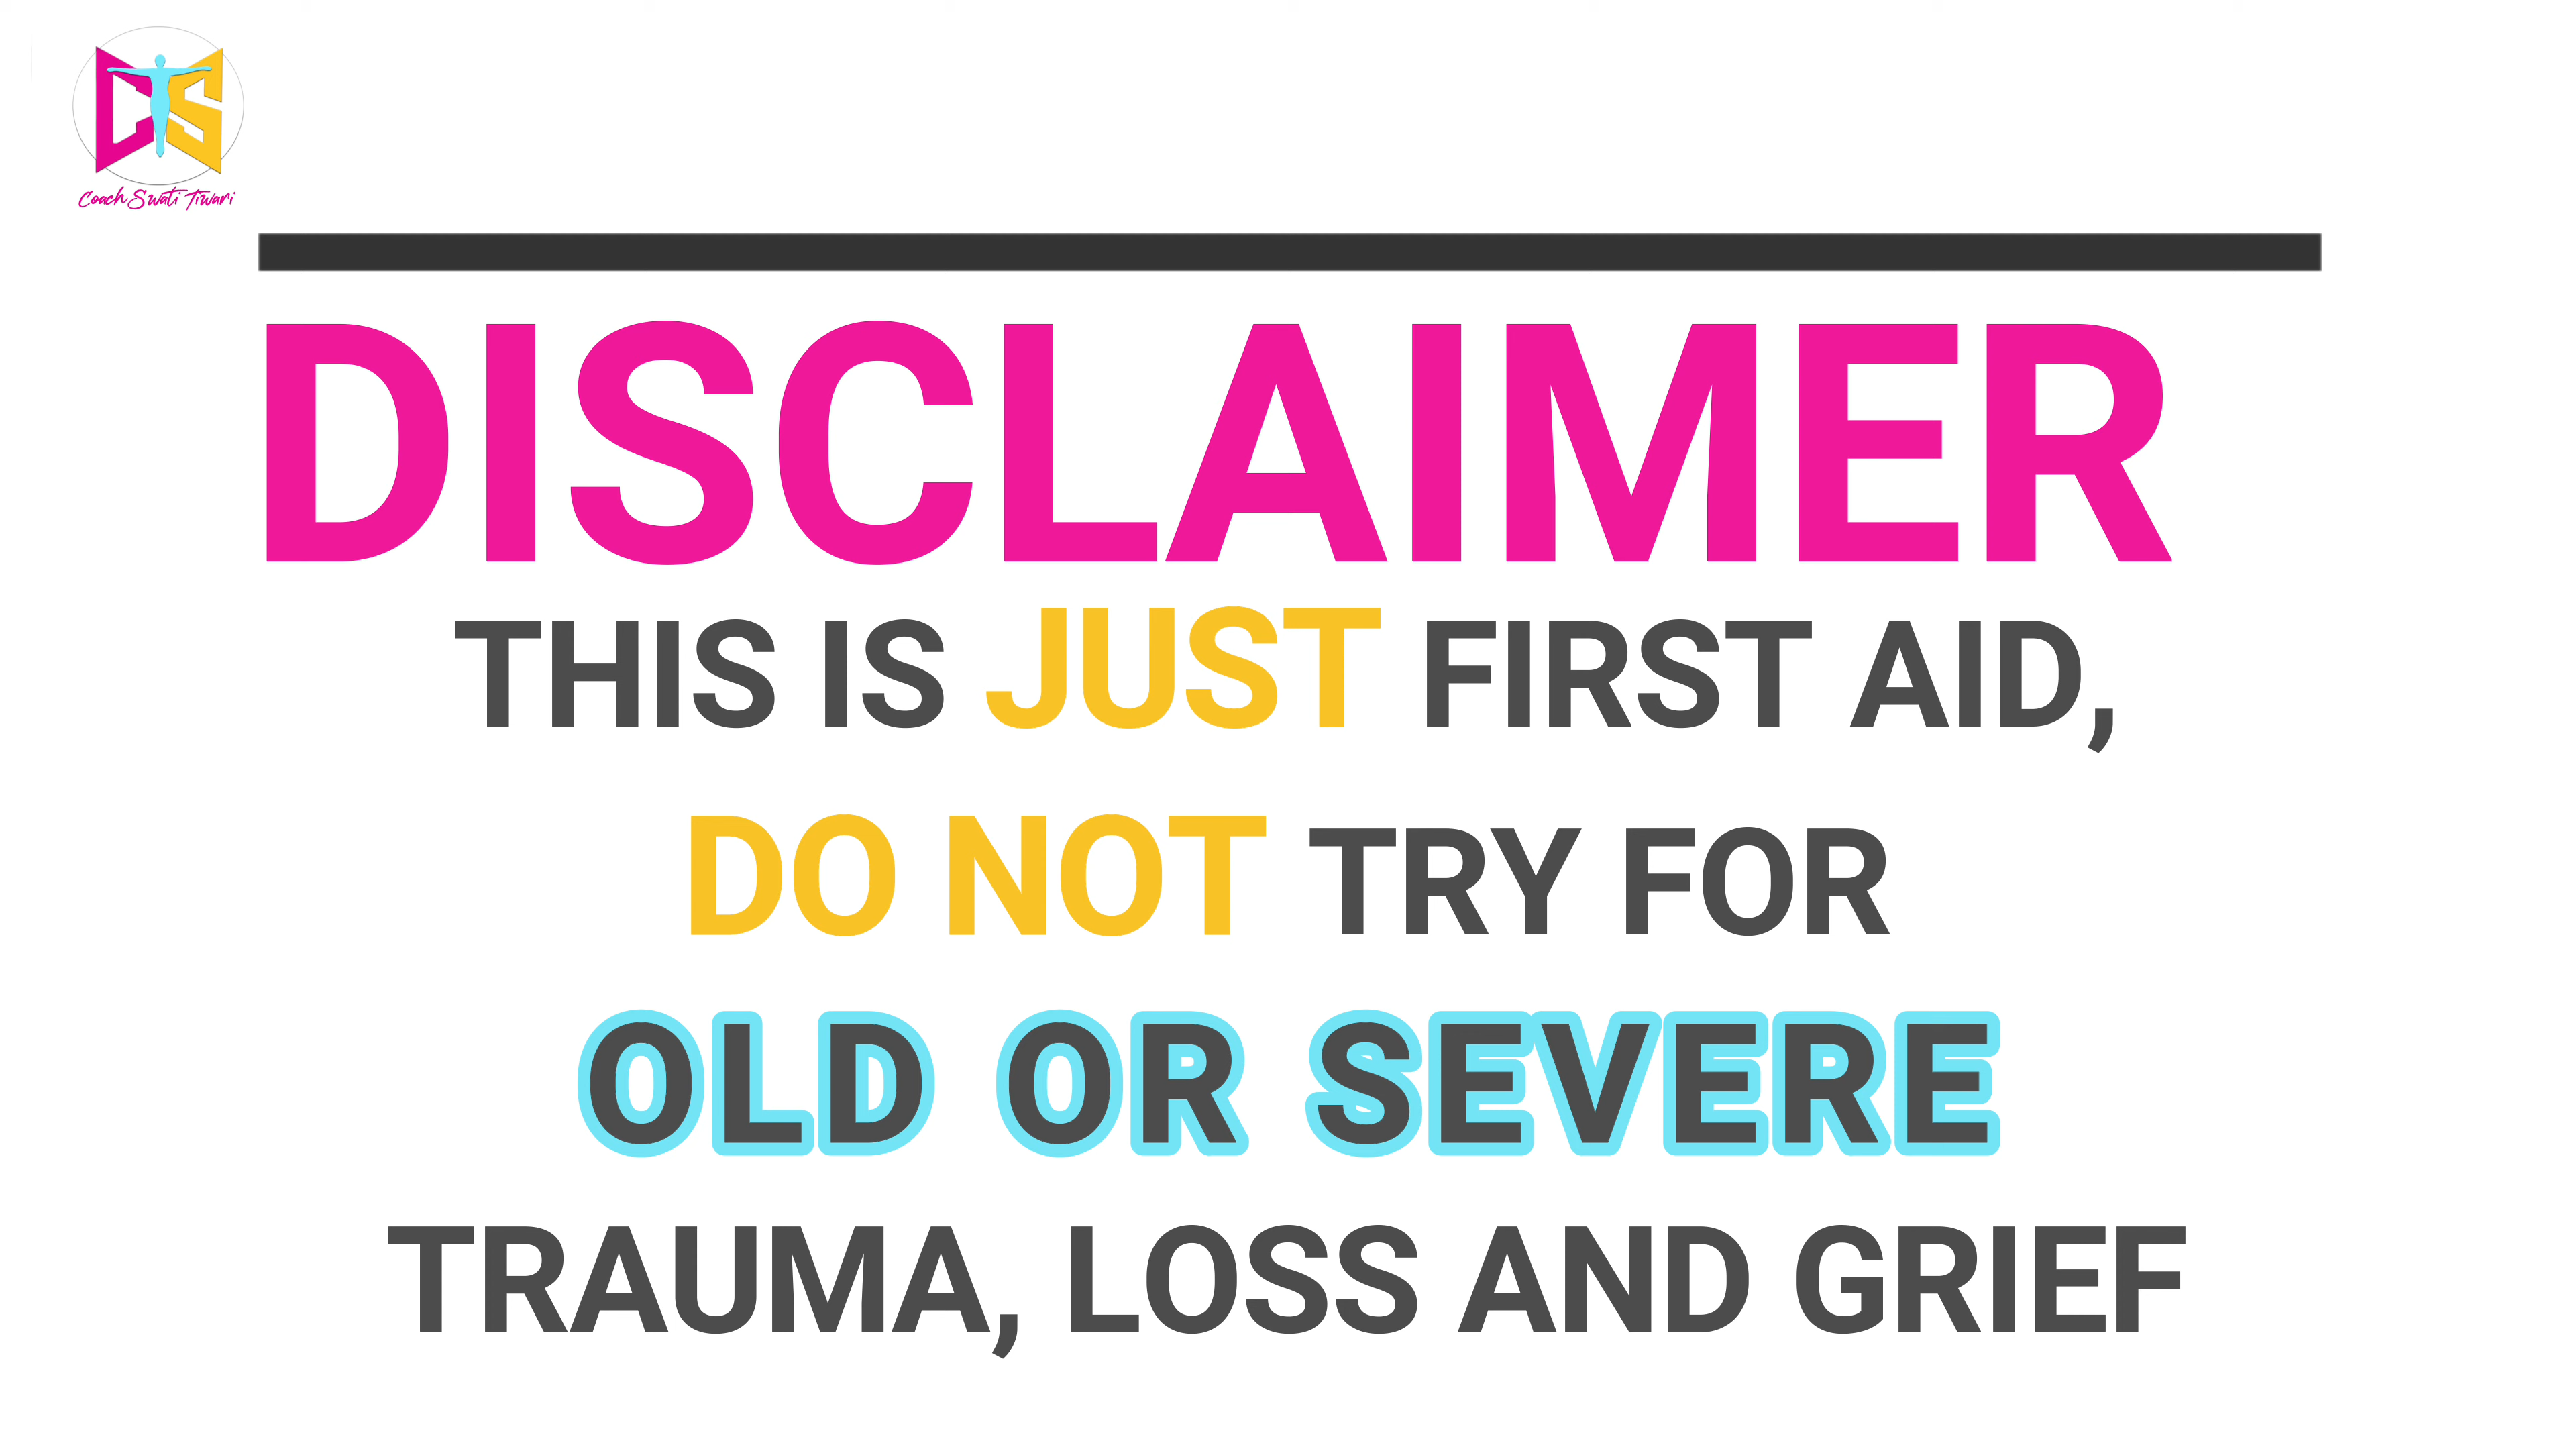 CS
Coach Swati Tiwari
DISCLAIMER
THIS IS JUST FIRST AID,
DO NOT TRY FOR
OLD OR SEVERE
TRAUMA, LOSS AND GRIEF